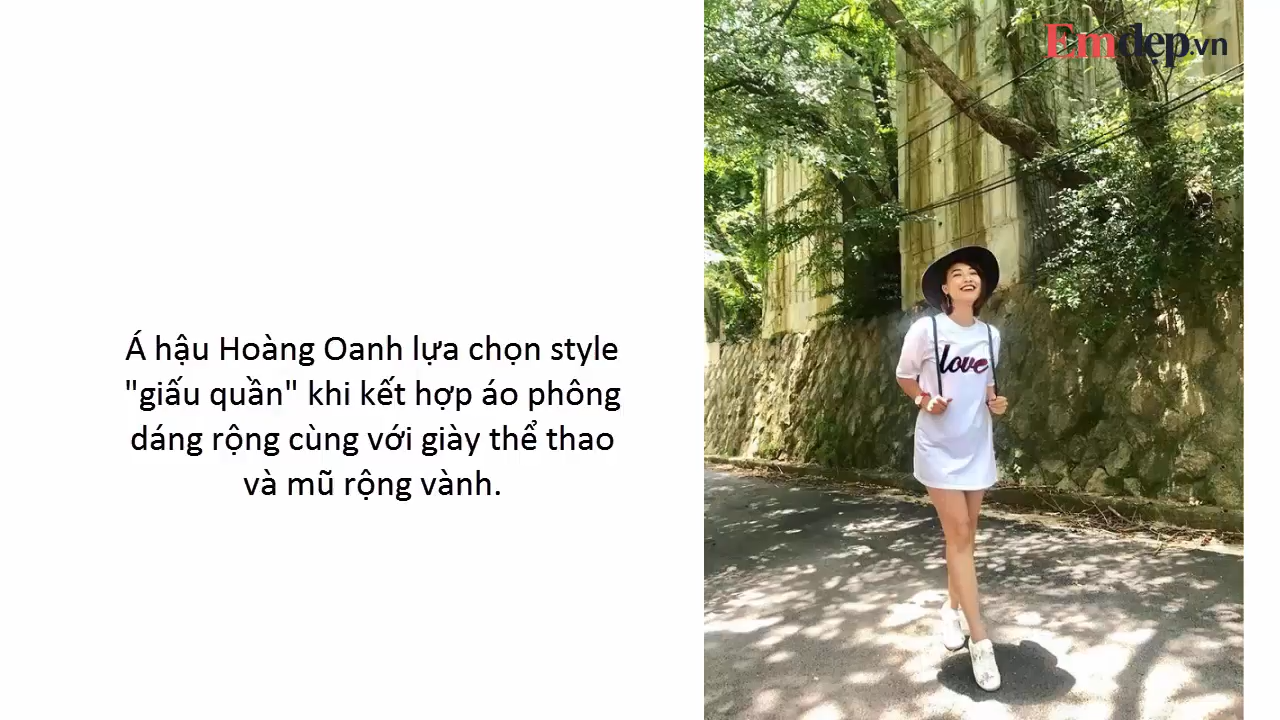 Emdẹp.vn
Á hậu Hoàng Oanh lựa chọn style
"giấu quần" khi kết hợp áo phông
dáng rộng cùng với giày thể thao
và mũ rộng vành.
love